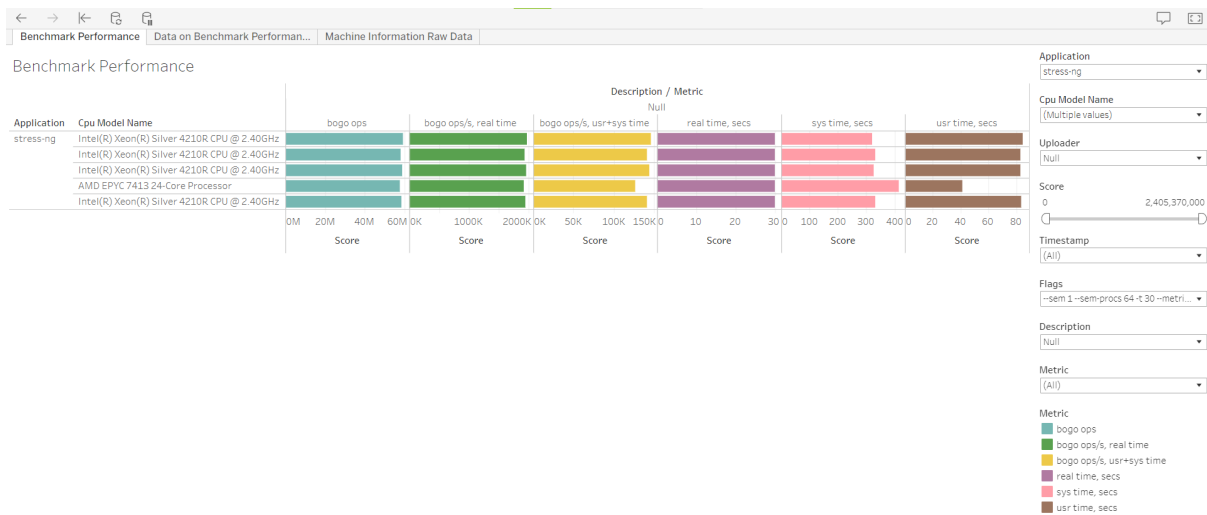 Benchmark Performance
Data on Benchmark Performan...
Machine Information Raw Data
Benchmark Performance
Description / Metric
Null
Application Cpu Model Name bogo ops bogo ops/s, real time bogo ops/s, usr+sys time real time, secs sys time, secs usr time, secs
stress-ng Intel(R) Xeon(R) Silver 4210R CPU @ 2.40GHz
Intel(R) Xeon(R) Silver 4210R CPU @ 2.40GHz
Intel(R) Xeon(R) Silver 4210R CPU @ 2.40GHz
AMD EPYC 7413 24-Core Processor
Intel(R) Xeon(R) Silver 4210R CPU @ 2.40GHz
0M 20M 40M 60M 0K 1000K 2000K 0K 50K 100K 150K 0 10 20 30 0 100 200 300 400 0 20 40 60 80
Score Score Score Score Score Score
Application
stress-ng
Cpu Model Name
(Multiple values)
Uploader
Null
Score
0 2,405,370,000
Timestamp
(All)
Flags
--sem 1 --sem-procs 64 -t 30 --metri...
Description
Null
Metric
(All)
Metric
bogo ops
bogo ops/s, real time
bogo ops/s, usr+sys time
real time, secs
sys time, secs
usr time, secs